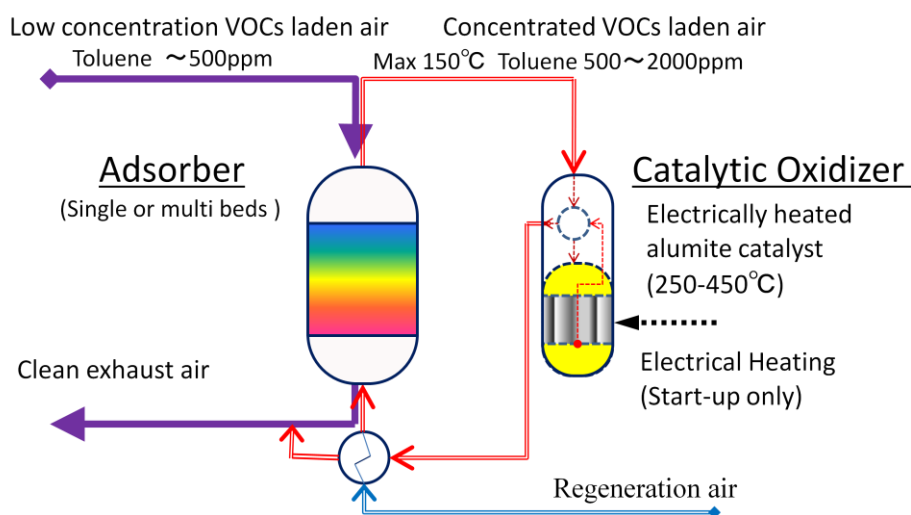 Low concentration VOCs laden air
Toluene ～500ppm
Concentrated VOCs laden air
Max 150℃ Toluene 500～2000ppm
Adsorber
(Single or multi beds )
Catalytic Oxidizer
Electrically heated
alumite catalyst
(250-450℃)
Electrical Heating
(Start-up only)
Clean exhaust air
Regeneration air